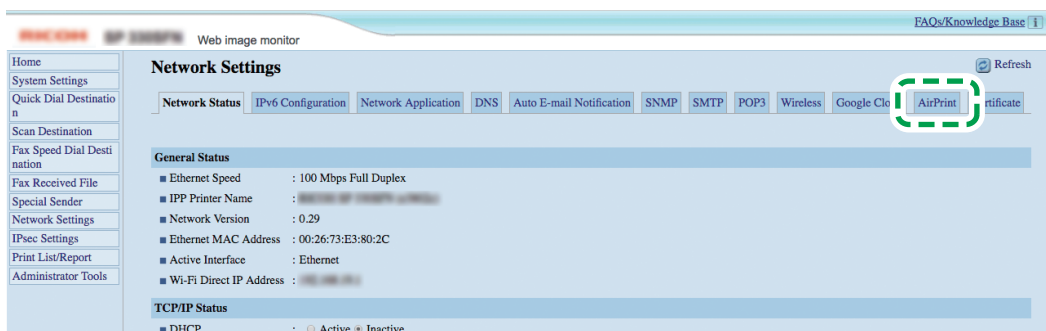 FAQs/Knowledge Base
Web image monitor
Home
System Settings
Quick Dial Destinatio
n
Scan Destination
Fax Speed Dial Desti
nation
Fax Received File
Special Sender
Network Settings
IPsec Settings
Print List/Report
Administrator Tools
Network Settings
Refresh
Network Status IPv6 Configuration Network Application DNS Auto E-mail Notification SNMP SMTP POP3 Wireless Google Clo AirPrint ertificate
General Status
Ethernet Speed : 100 Mbps Full Duplex
IPP Printer Name :
Network Version : 0.29
Ethernet MAC Address : 00:26:73:E3:80:2C
Active Interface : Ethernet
Wi-Fi Direct IP Address :
TCP/IP Status
DHCP : Active Inactive